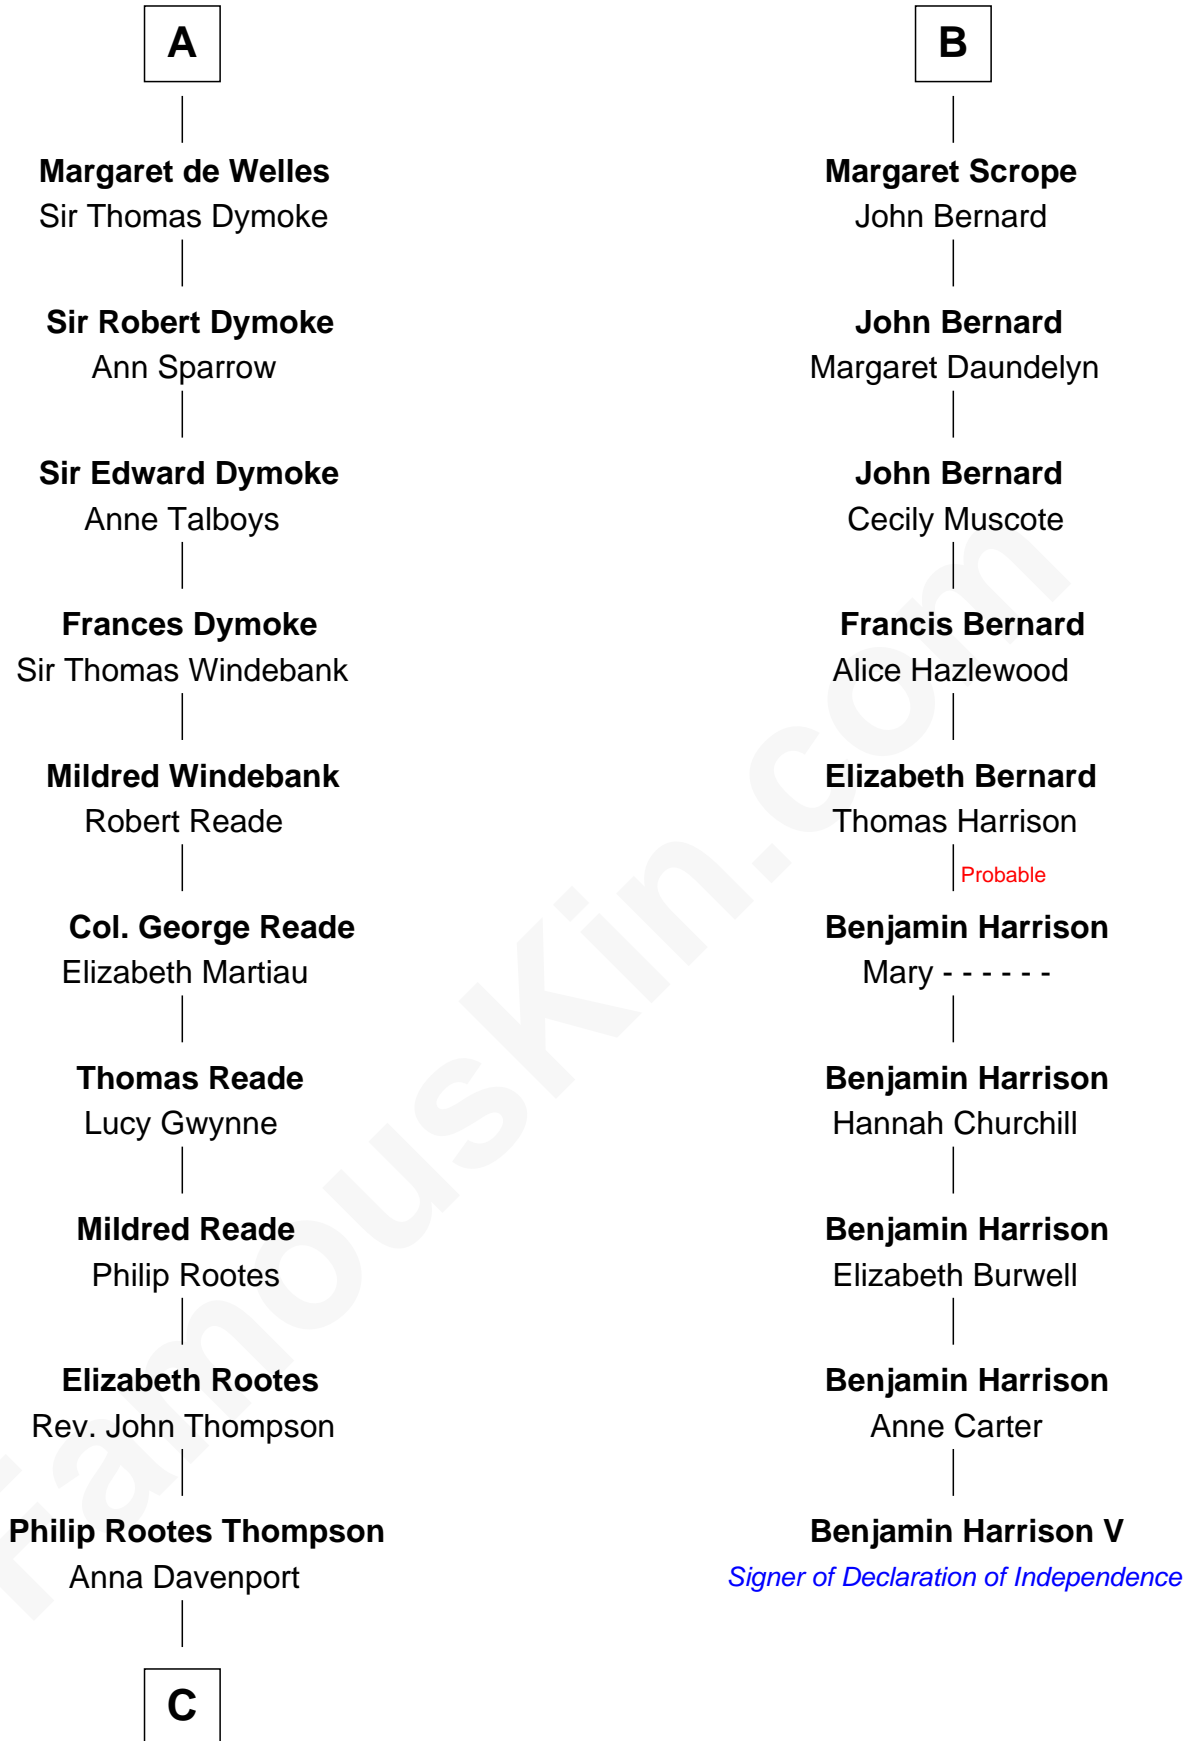 A
Margaret de Welles
Sir Thomas Dymoke
Sir Robert Dymoke
Ann Sparrow
Sir Edward Dymoke
Anne Talboys
Frances Dymoke
Sir Thomas Windebank
Mildred Windebank
Robert Reade
Col. George Reade
Elizabeth Martiau
Thomas Reade
Lucy Gwynne
Mildred Reade
Philip Rootes
Elizabeth Rootes
Rev. John Thompson
Philip Rootes Thompson
Anna Davenport
C
B
Margaret Scrope
John Bernard
John Bernard
Margaret Daundelyn
John Bernard
Cecily Muscote
Francis Bernard
Alice Hazlewood
Elizabeth Bernard
Thomas Harrison
Probable
Benjamin Harrison
Mary - - - - - -
Benjamin Harrison
Hannah Churchill
Benjamin Harrison
Elizabeth Burwell
Benjamin Harrison
Anne Carter
Benjamin Harrison V
Signer of Declaration of Independence
FamousKin.com